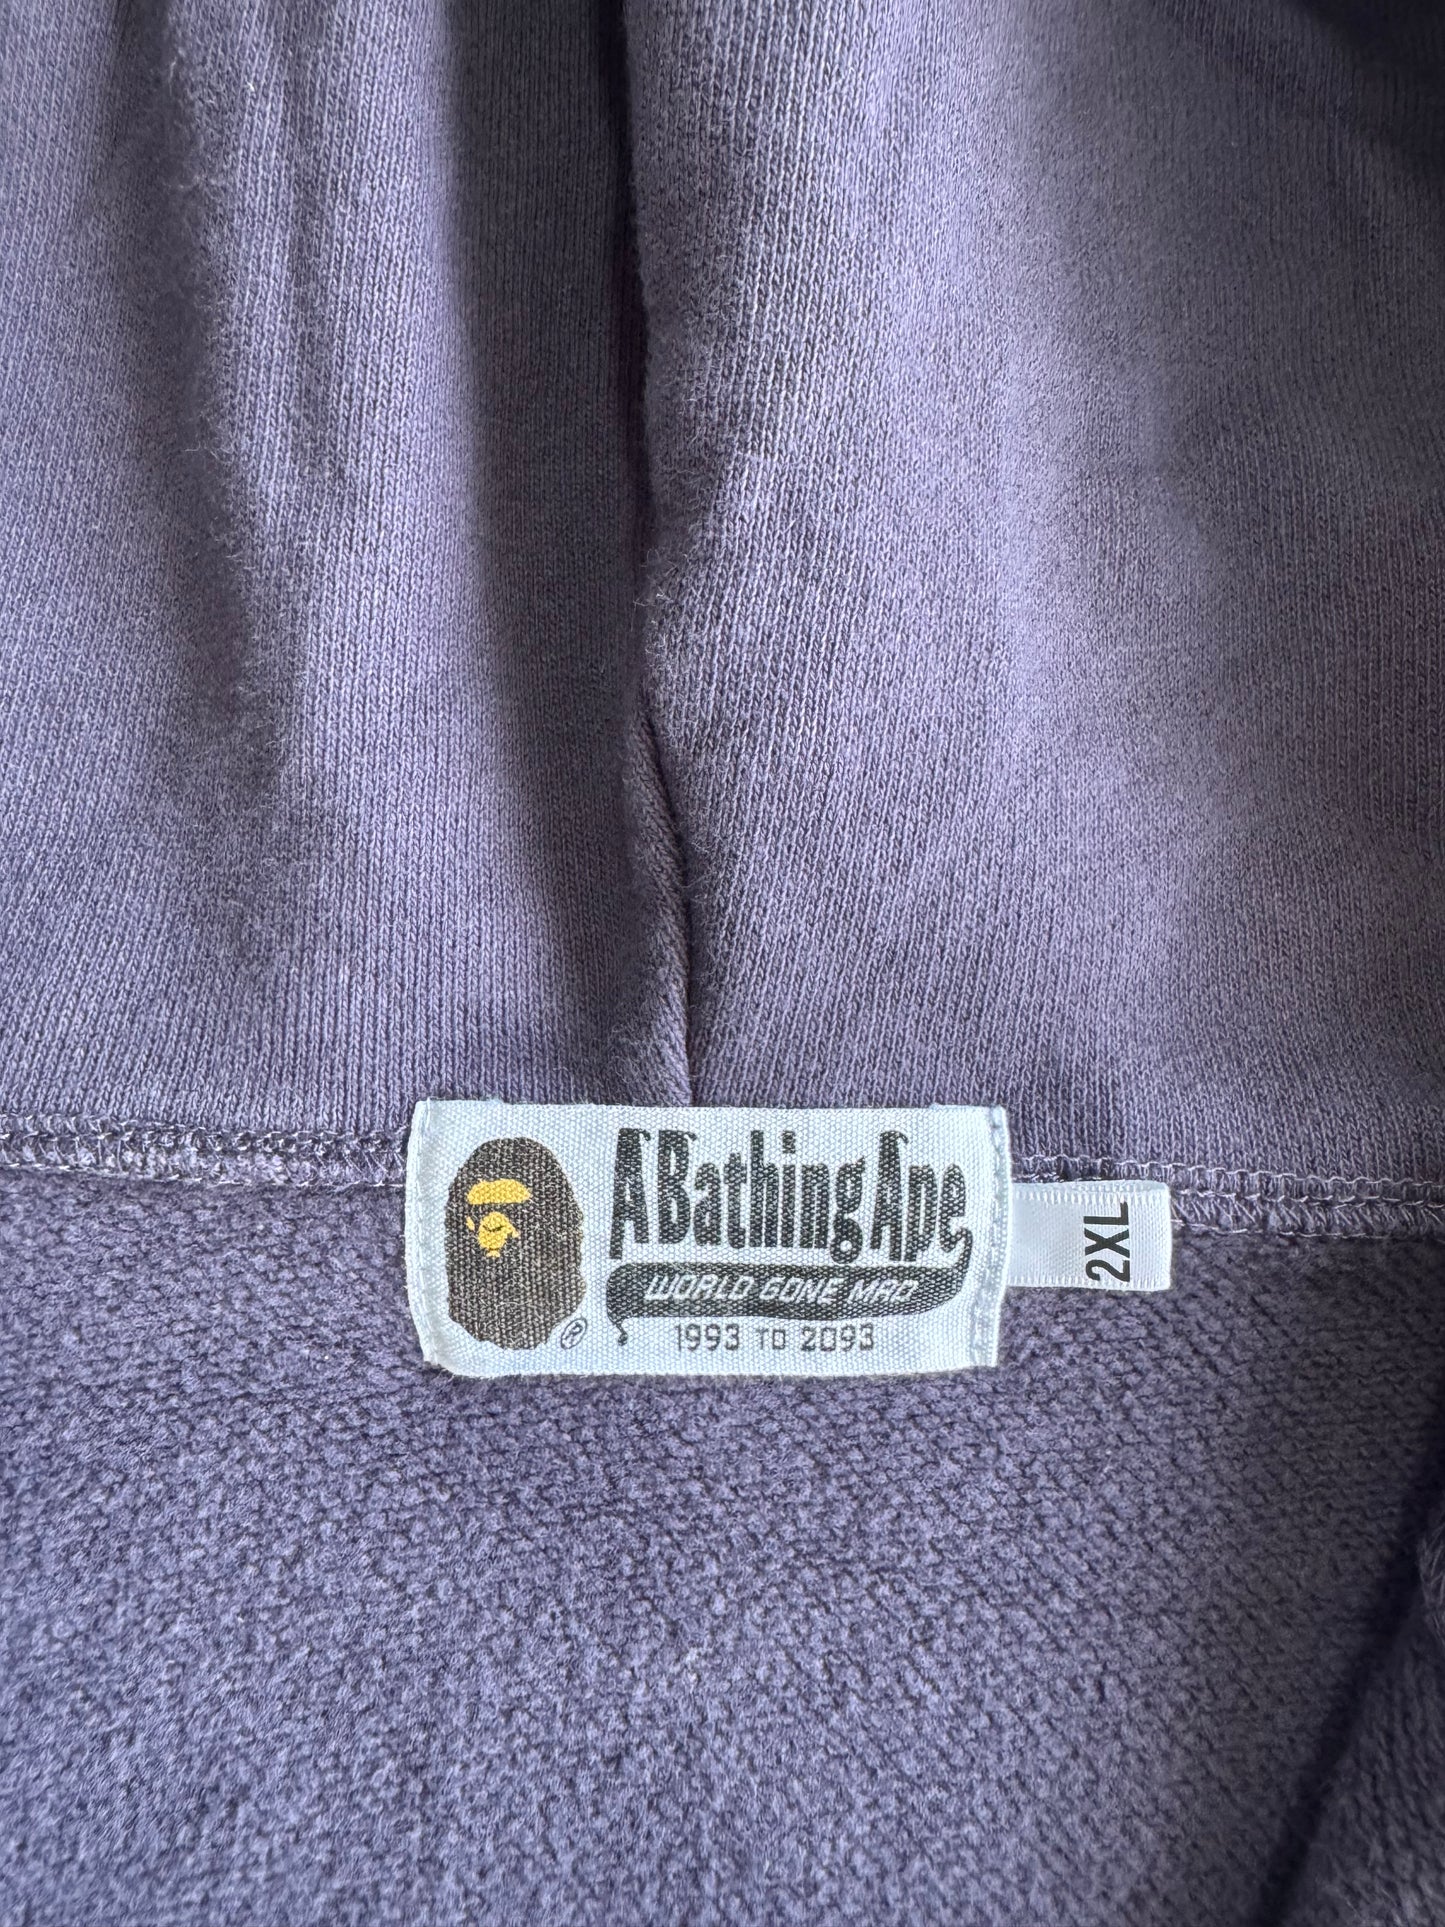 A Bathing Ape
WORLD GONE MAD
1993 TO 2093
®
2XL